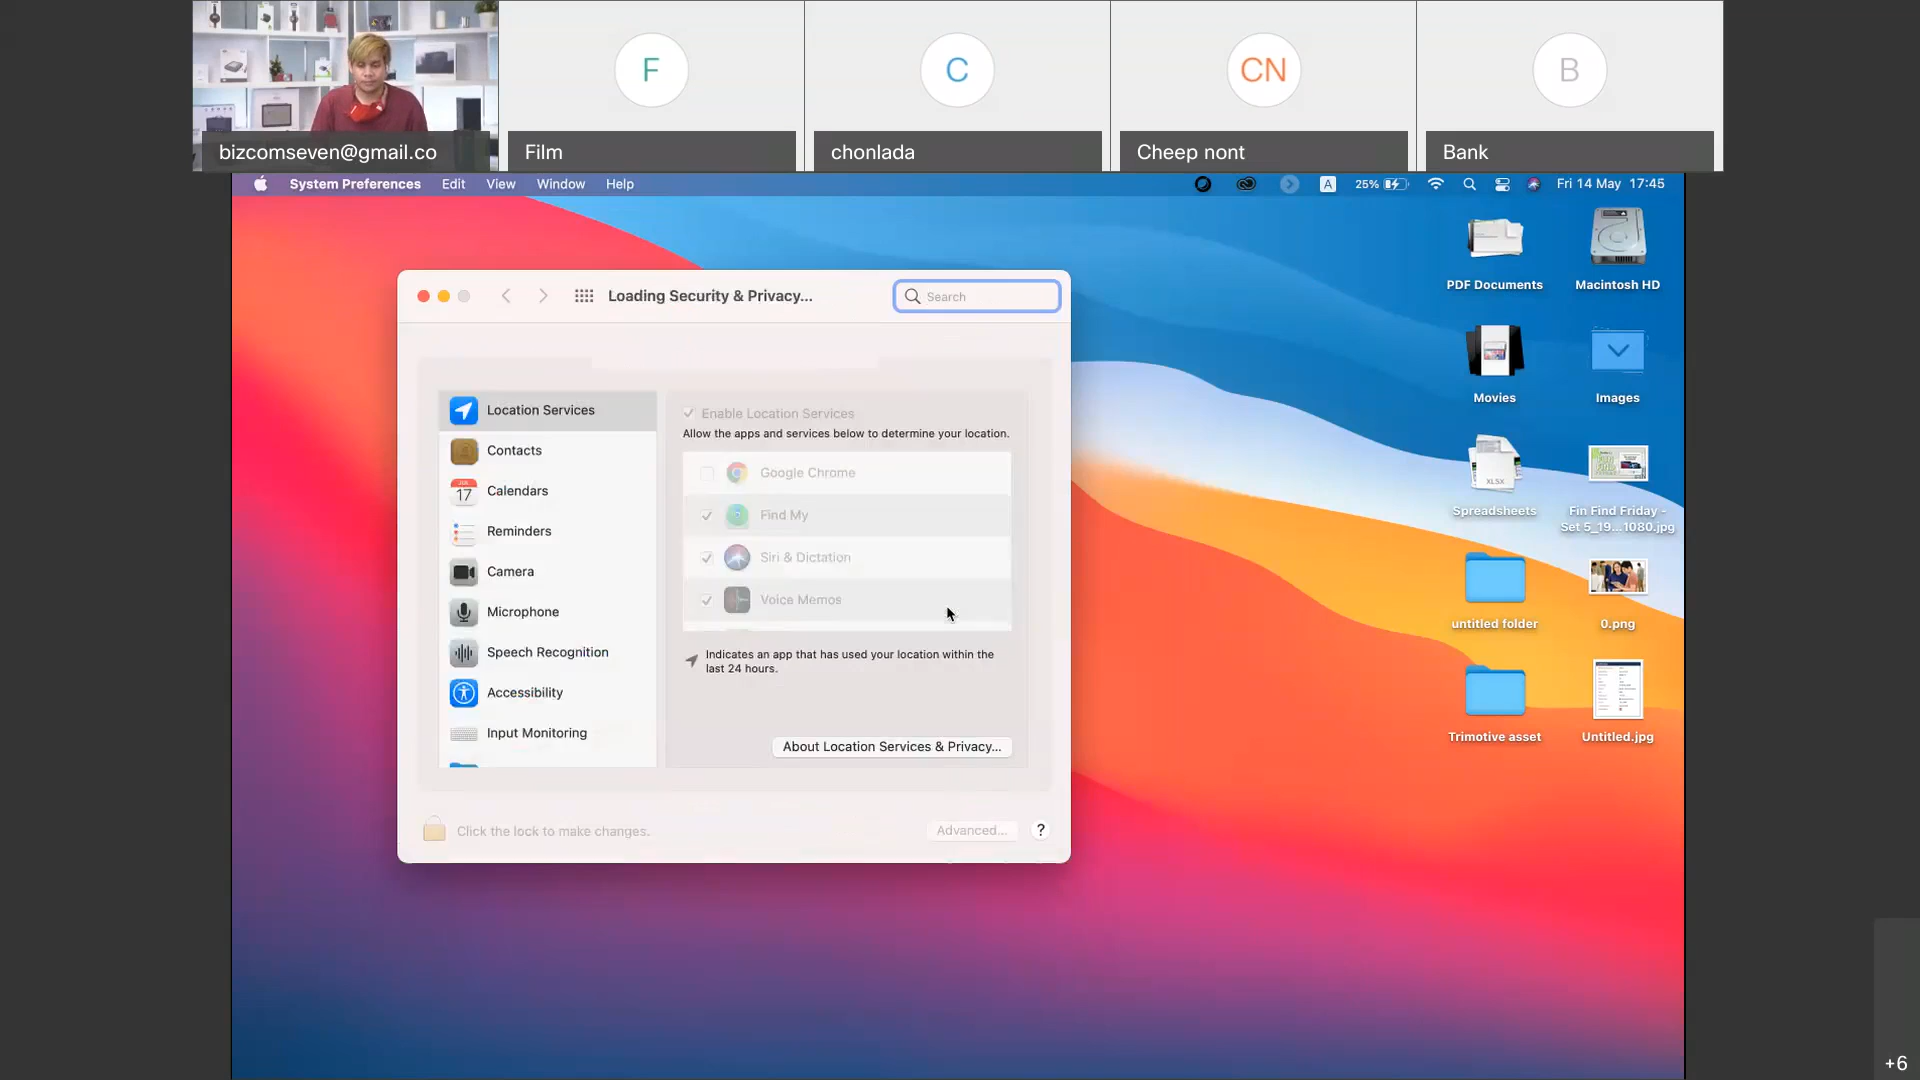 F
C
CN
B
bizcomseven@gmail.co
Film
chonlada
Cheep nont
Bank
System Preferences Edit View Window Help
A 25% Fri 14 May 17:45
Loading Security & Privacy...
Search
Location Services
Contacts
JUL
17
Calendars
Reminders
Camera
Microphone
Speech Recognition
Accessibility
Input Monitoring
Enable Location Services
Allow the apps and services below to determine your location.
Google Chrome
Find My
Siri & Dictation
Voice Memos
Indicates an app that has used your location within the
last 24 hours.
About Location Services & Privacy...
Click the lock to make changes.
Advanced...
?
PDF Documents
Macintosh HD
Movies
Images
XLSX
Spreadsheets
Fin Find Friday -
Set 5_19...1080.jpg
untitled folder
0.png
Trimotive asset
Untitled.jpg
+6